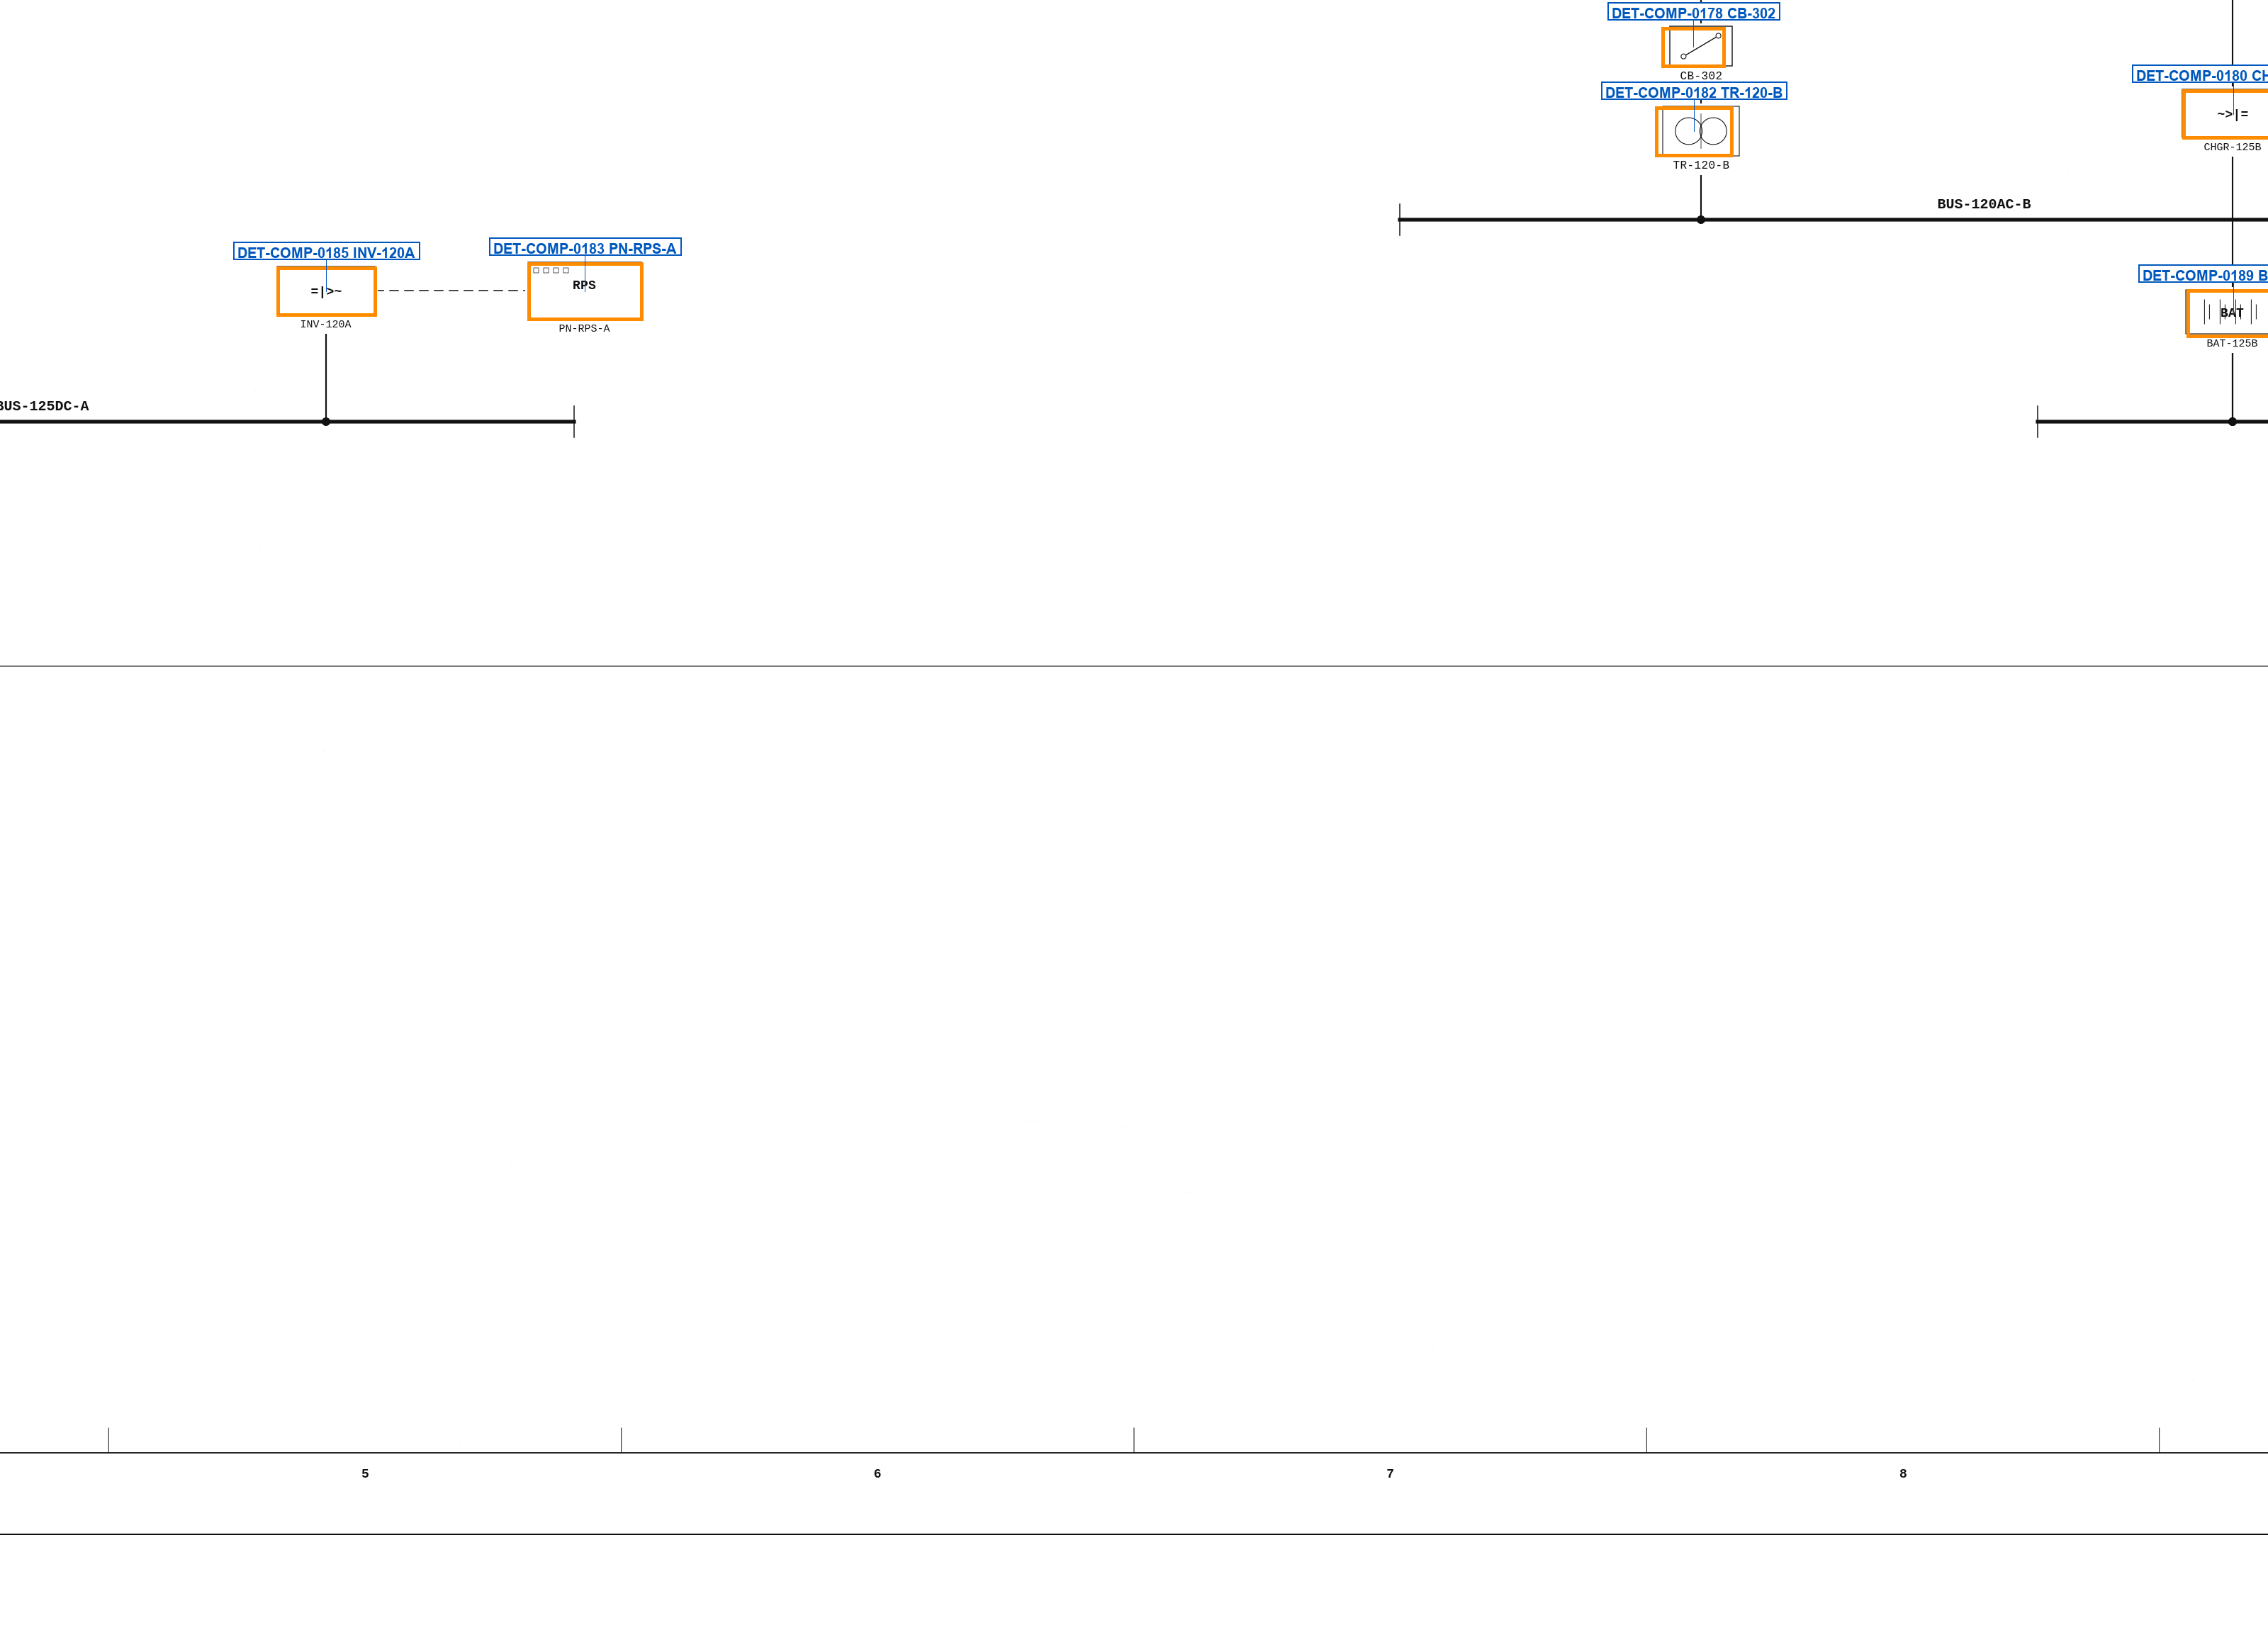 DET-COMP-0178 CB-302
CB-302
DET-COMP-0182 TR-120-B
TR-120-B
DET-COMP-0180 CH
~>|=
CHGR-125B
BUS-120AC-B
DET-COMP-0185 INV-120A
=|>~
INV-120A
DET-COMP-0183 PN-RPS-A
RPS
PN-RPS-A
DET-COMP-0189 B
BAT
BAT-125B
BUS-125DC-A
5
6
7
8